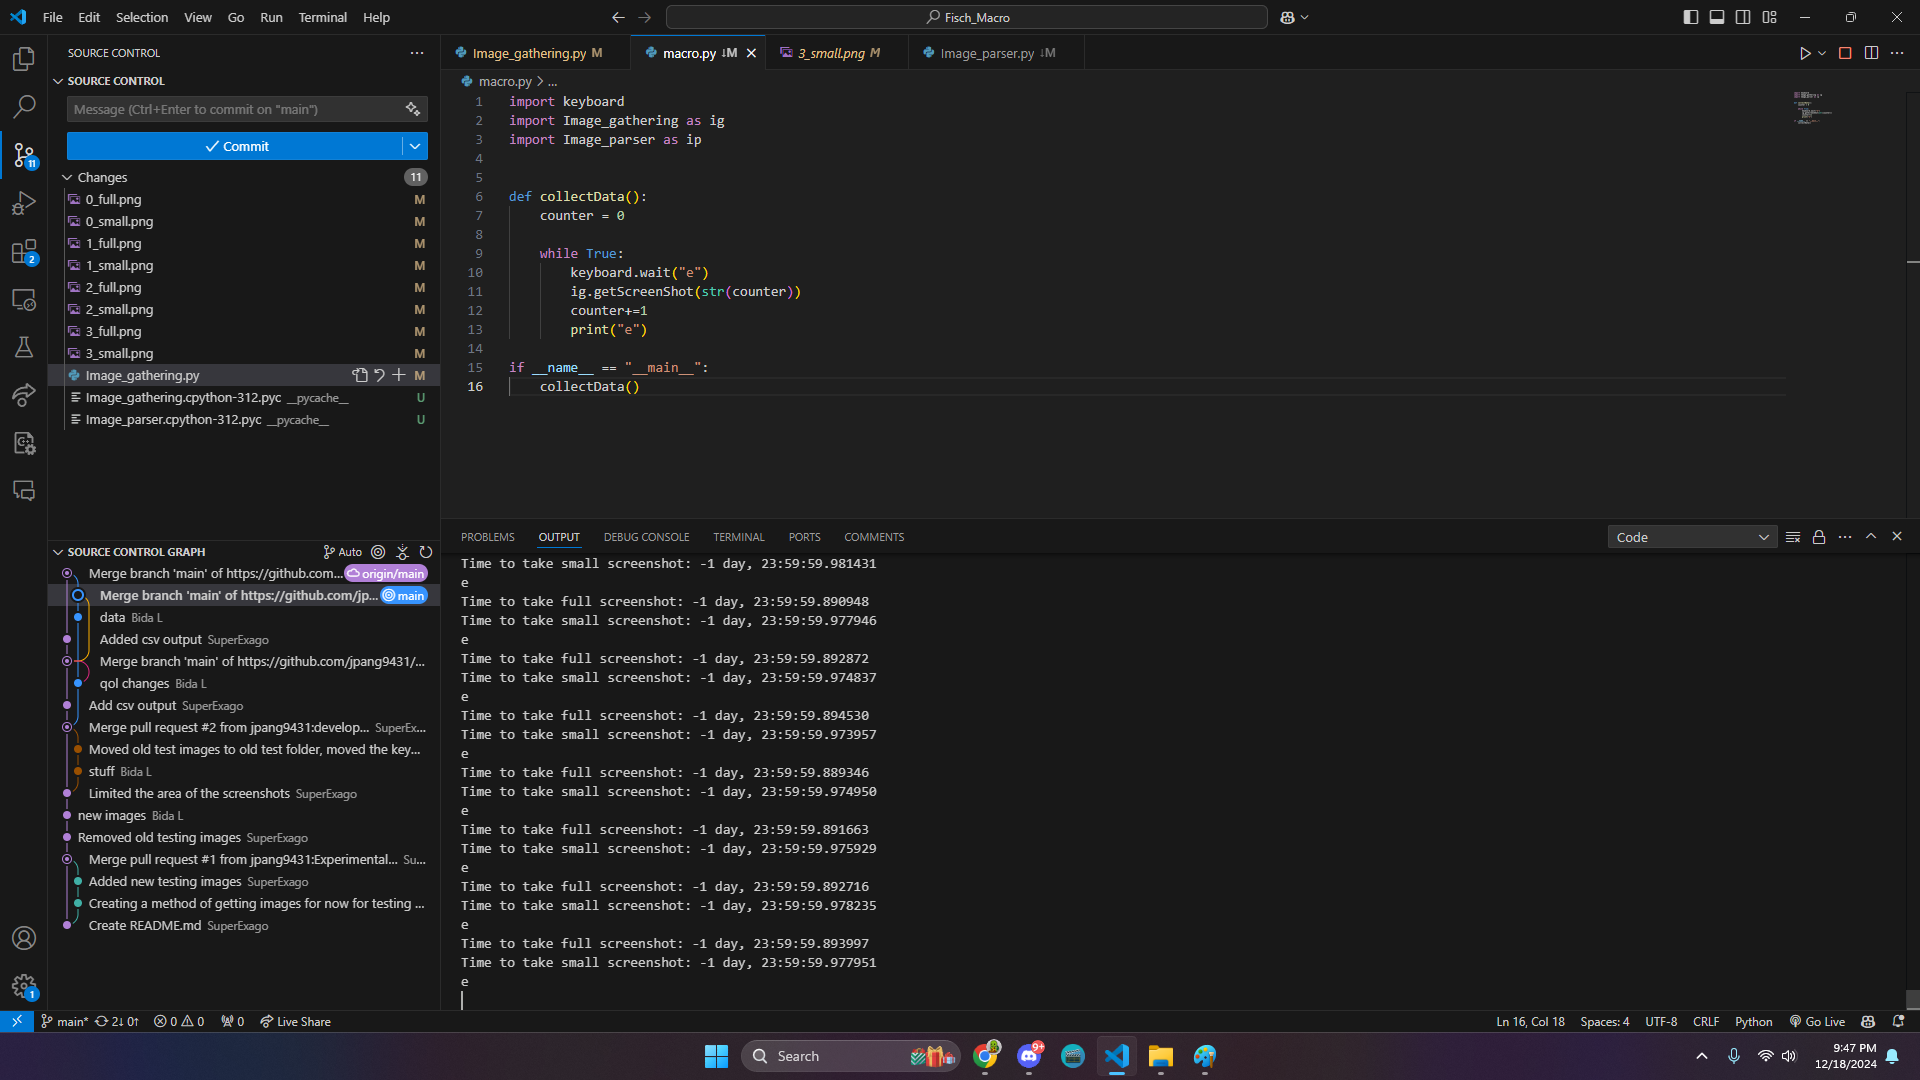 File Edit Selection View Go Run Terminal Help
Fisch_Macro
SOURCE CONTROL
SOURCE CONTROL
Message (Ctrl+Enter to commit on "main")
Commit
Changes 11
0_full.png M
0_small.png M
1_full.png M
1_small.png M
2_full.png M
2_small.png M
3_full.png M
3_small.png M
Image_gathering.py M
Image_gathering.cpython-312.pyc __pycache__ U
Image_parser.cpython-312.pyc __pycache__ U
11
2
1
SOURCE CONTROL GRAPH Auto
Merge branch 'main' of https://github.com... origin/main
Merge branch 'main' of https://github.com/jp... main
data Bida L
Added csv output SuperExago
Merge branch 'main' of https://github.com/jpang9431/...
qol changes Bida L
Add csv output SuperExago
Merge pull request #2 from jpang9431:develop... SuperEx...
Moved old test images to old test folder, moved the key...
stuff Bida L
Limited the area of the screenshots SuperExago
new images Bida L
Removed old testing images SuperExago
Merge pull request #1 from jpang9431:Experimental... Su...
Added new testing images SuperExago
Creating a method of getting images for now for testing ...
Create README.md SuperExago
Image_gathering.py M macro.py ↓M 3_small.png M Image_parser.py ↓M
macro.py > ...
1 import keyboard
2 import Image_gathering as ig
3 import Image_parser as ip
4
5
6 def collectData():
7 counter = 0
8
9 while True:
10 keyboard.wait("e")
11 ig.getScreenShot(str(counter))
12 counter+=1
13 print("e")
14
15 if __name__ == "__main__":
16 collectData()
PROBLEMS OUTPUT DEBUG CONSOLE TERMINAL PORTS COMMENTS
Code
Time to take small screenshot: -1 day, 23:59:59.981431
e
Time to take full screenshot: -1 day, 23:59:59.890948
Time to take small screenshot: -1 day, 23:59:59.977946
e
Time to take full screenshot: -1 day, 23:59:59.892872
Time to take small screenshot: -1 day, 23:59:59.974837
e
Time to take full screenshot: -1 day, 23:59:59.894530
Time to take small screenshot: -1 day, 23:59:59.973957
e
Time to take full screenshot: -1 day, 23:59:59.889346
Time to take small screenshot: -1 day, 23:59:59.974950
e
Time to take full screenshot: -1 day, 23:59:59.891663
Time to take small screenshot: -1 day, 23:59:59.975929
e
Time to take full screenshot: -1 day, 23:59:59.892716
Time to take small screenshot: -1 day, 23:59:59.978235
e
Time to take full screenshot: -1 day, 23:59:59.893997
Time to take small screenshot: -1 day, 23:59:59.977951
e
main* 2↓ 0↑ 0 0 0 Live Share
Ln 16, Col 18 Spaces: 4 UTF-8 CRLF Python Go Live
Search
9+
9:47 PM
12/18/2024